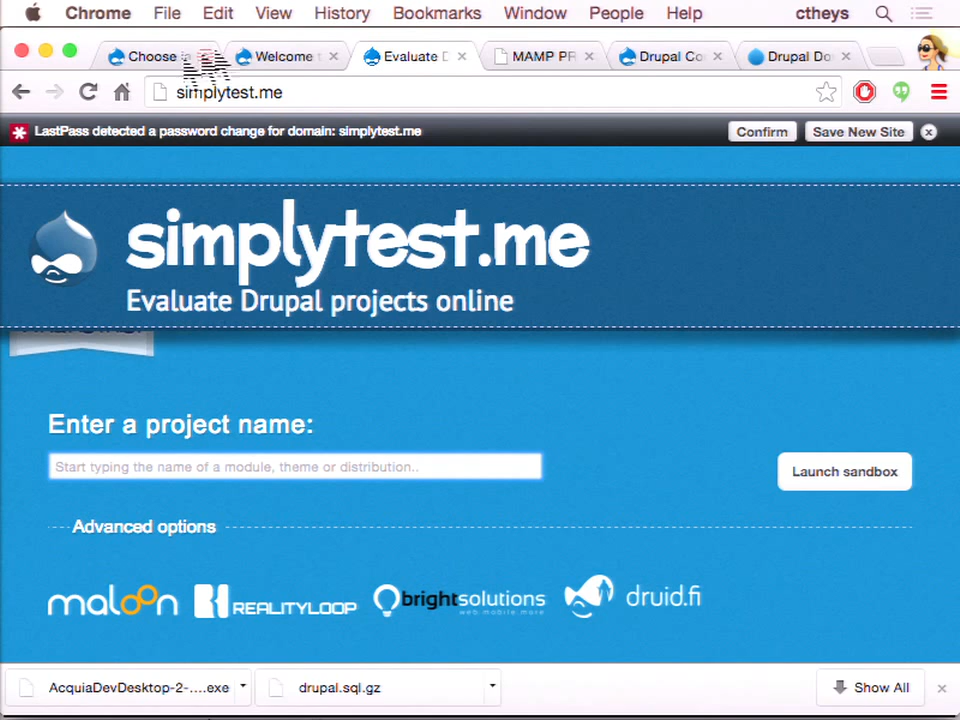 Chrome File Edit View History Bookmarks Window People Help ctheys
Choose Welcome Evaluate D MAMP PR Drupal Co Drupal Do
simplytest.me
LastPass detected a password change for domain: simplytest.me Confirm Save New Site
simplytest.me
Evaluate Drupal projects online
Enter a project name:
Start typing the name of a module, theme or distribution..
Launch sandbox
Advanced options
maloon REALITYLOOP brightsolutions druid.fi
web.mobile.more
AcquiaDevDesktop-2-....exe drupal.sql.gz Show All